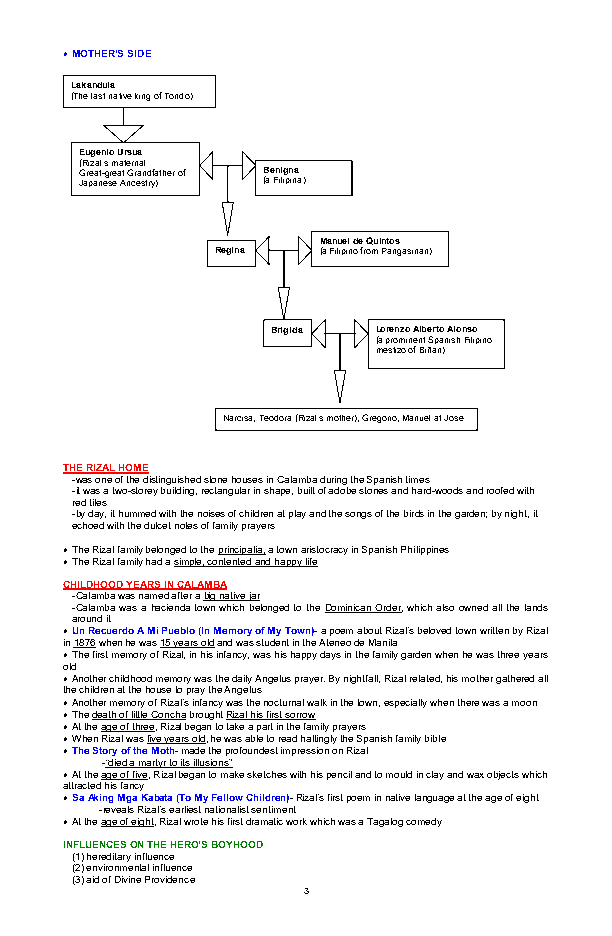 • MOTHER'S SIDE
Lakandula
(The last native king of Tondo)
Eugenio Ursua
(Rizal's maternal
Great-great Grandfather of
Japanese Ancestry)
Benigna
(a Filipina)
Regina
Manuel de Quintos
(a Filipino from Pangasinan)
Brigida
Lorenzo Alberto Alonso
(a prominent Spanish Filipino
mestizo of Biñan)
Narcisa, Teodora (Rizal's mother), Gregorio, Manuel at Jose
THE RIZAL HOME
-was one of the distinguished stone houses in Calamba during the Spanish times
-it was a two-storey building, rectangular in shape, built of adobe stones and hard-woods and roofed with
red tiles
-by day, it hummed with the noises of children at play and the songs of the birds in the garden; by night, it
echoed with the dulcet notes of family prayers
• The Rizal family belonged to the principalia, a town aristocracy in Spanish Philippines
• The Rizal family had a simple, contented and happy life
CHILDHOOD YEARS IN CALAMBA
-Calamba was named after a big native jar
-Calamba was a hacienda town which belonged to the Dominican Order, which also owned all the lands
around it
• Un Recuerdo A Mi Pueblo (In Memory of My Town)- a poem about Rizal's beloved town written by Rizal
in 1876 when he was 15 years old and was student in the Ateneo de Manila
• The first memory of Rizal, in his infancy, was his happy days in the family garden when he was three years
old
• Another childhood memory was the daily Angelus prayer. By nightfall, Rizal related, his mother gathered all
the children at the house to pray the Angelus
• Another memory of Rizal's infancy was the nocturnal walk in the town, especially when there was a moon
• The death of little Concha brought Rizal his first sorrow
• At the age of three, Rizal began to take a part in the family prayers
• When Rizal was five years old, he was able to read haltingly the Spanish family bible
• The Story of the Moth- made the profoundest impression on Rizal
-"died a martyr to its illusions"
• At the age of five, Rizal began to make sketches with his pencil and to mould in clay and wax objects which
attracted his fancy
• Sa Aking Mga Kabata (To My Fellow Children)- Rizal's first poem in native language at the age of eight
-reveals Rizal's earliest nationalist sentiment
• At the age of eight, Rizal wrote his first dramatic work which was a Tagalog comedy
INFLUENCES ON THE HERO'S BOYHOOD
(1) hereditary influence
(2) environmental influence
(3) aid of Divine Providence
3